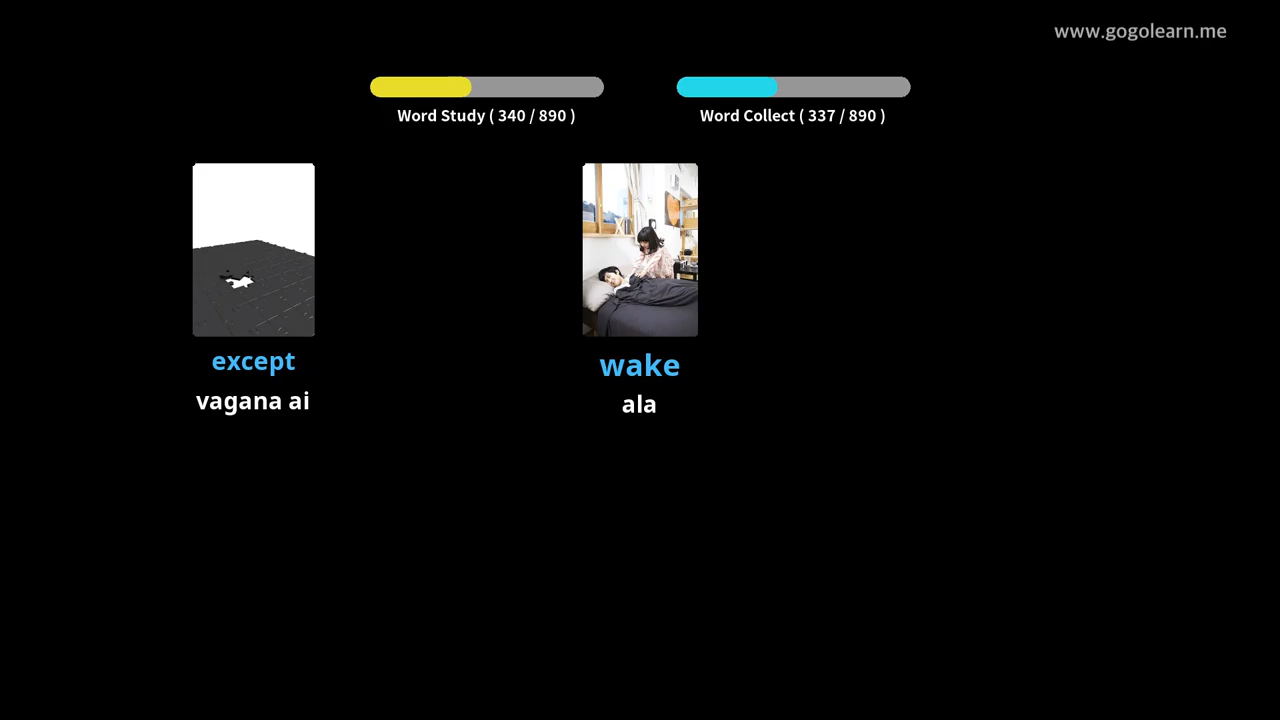 www.gogolearn.me
Word Study ( 340 / 890 )
Word Collect ( 337 / 890 )
except
vagana ai
wake
ala